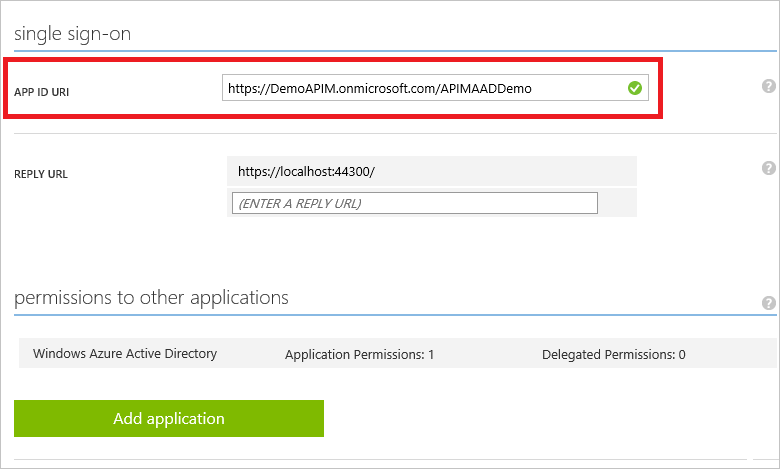 single sign-on
APP ID URI
https://DemoAPIM.onmicrosoft.com/APIMAADDemo
?
REPLY URL
https://localhost:44300/
?
(ENTER A REPLY URL)
permissions to other applications
?
Windows Azure Active Directory Application Permissions: 1 Delegated Permissions: 0
Add application